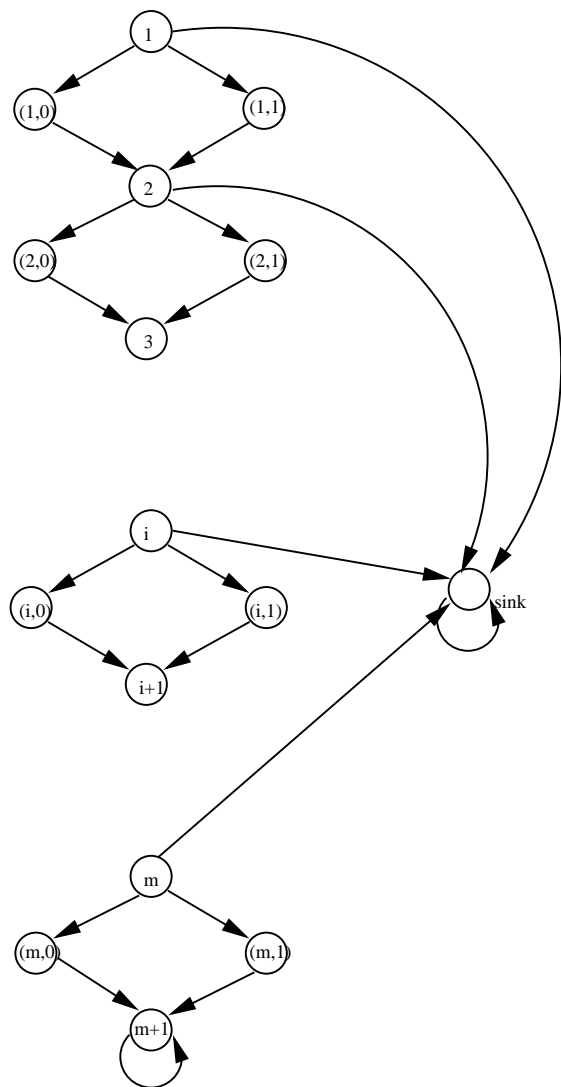 1
(1,0) (1,1)
2
(2,0) (2,1)
3
i
(i,0) (i,1)
sink
i+1
m
(m,0) (m,1)
m+1